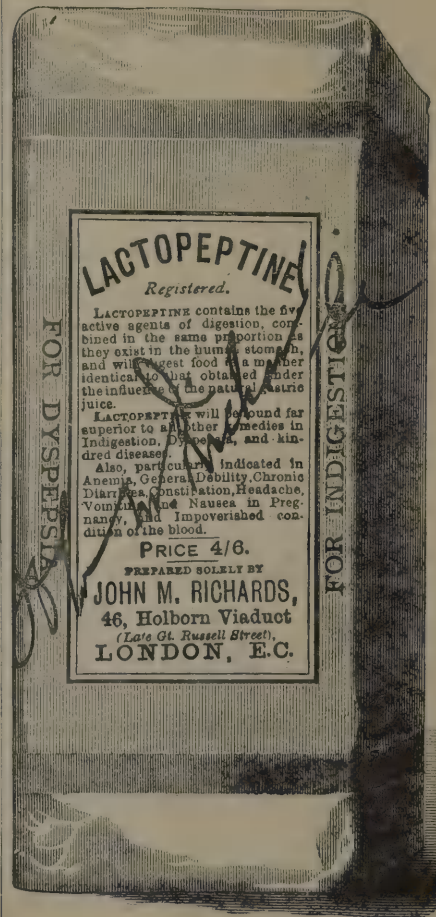 LACTOPEPTINE
Registered.
LACTOPEPTINE contains the five
active agents of digestion, com-
bined in the same proportion as
they exist in the human stomach,
and will digest food in a manner
identical to that obtained under
the influence of the natural gastric
juice.
LACTOPEPTINE will be found far
superior to all other remedies in
Indigestion, Dyspepsia, and kin-
dred diseases.
Also, particularly indicated in
Anemia, General Debility, Chronic
Diarrhœa, Constipation, Headache,
Vomiting and Nausea in Preg-
nancy, and Impoverished con-
dition of the blood.
PRICE 4/6.
PREPARED SOLELY BY
JOHN M. RICHARDS,
46, Holborn Viaduct
(Late Gt. Russell Street),
LONDON, E.C.
FOR DYSPEPSIA
FOR INDIGESTION
John M Richards